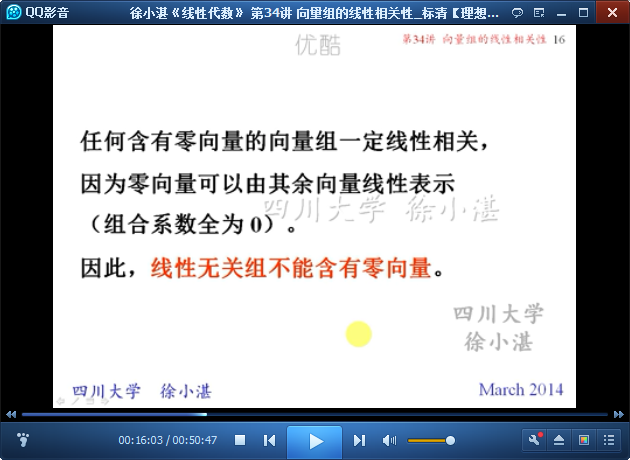 QQ影音
徐小湛《线性代数》 第34讲 向量组的线性相关性_标清【理想...
优酷
第34讲 向量组的线性相关性 16
任何含有零向量的向量组一定线性相关，
因为零向量可以由其余向量线性表示
（组合系数全为 0）。
四川大学 徐小湛
因此，线性无关组不能含有零向量。
四川大学
徐小湛
四川大学 徐小湛
March 2014
00:16:03 / 00:50:47